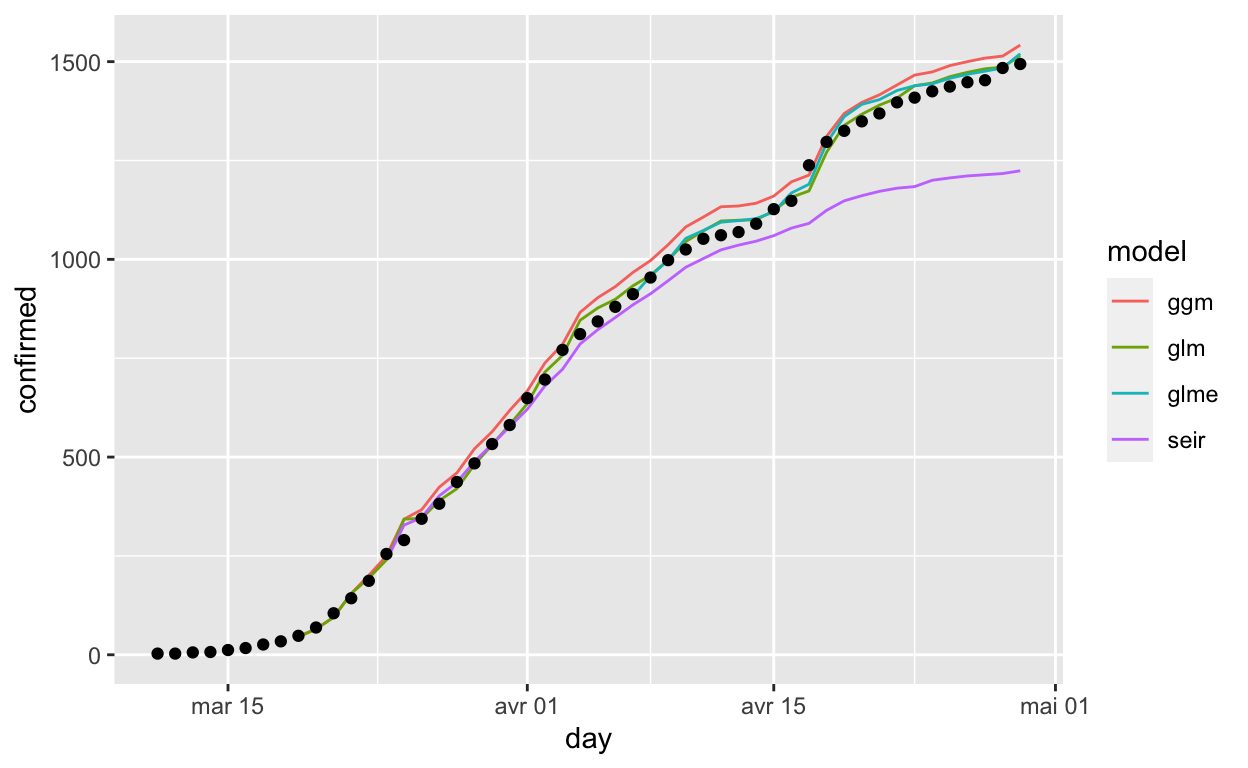 1500
1000
500
0
confirmed
mar 15
avr 01
avr 15
mai 01
day
model
ggm
glm
glme
seir